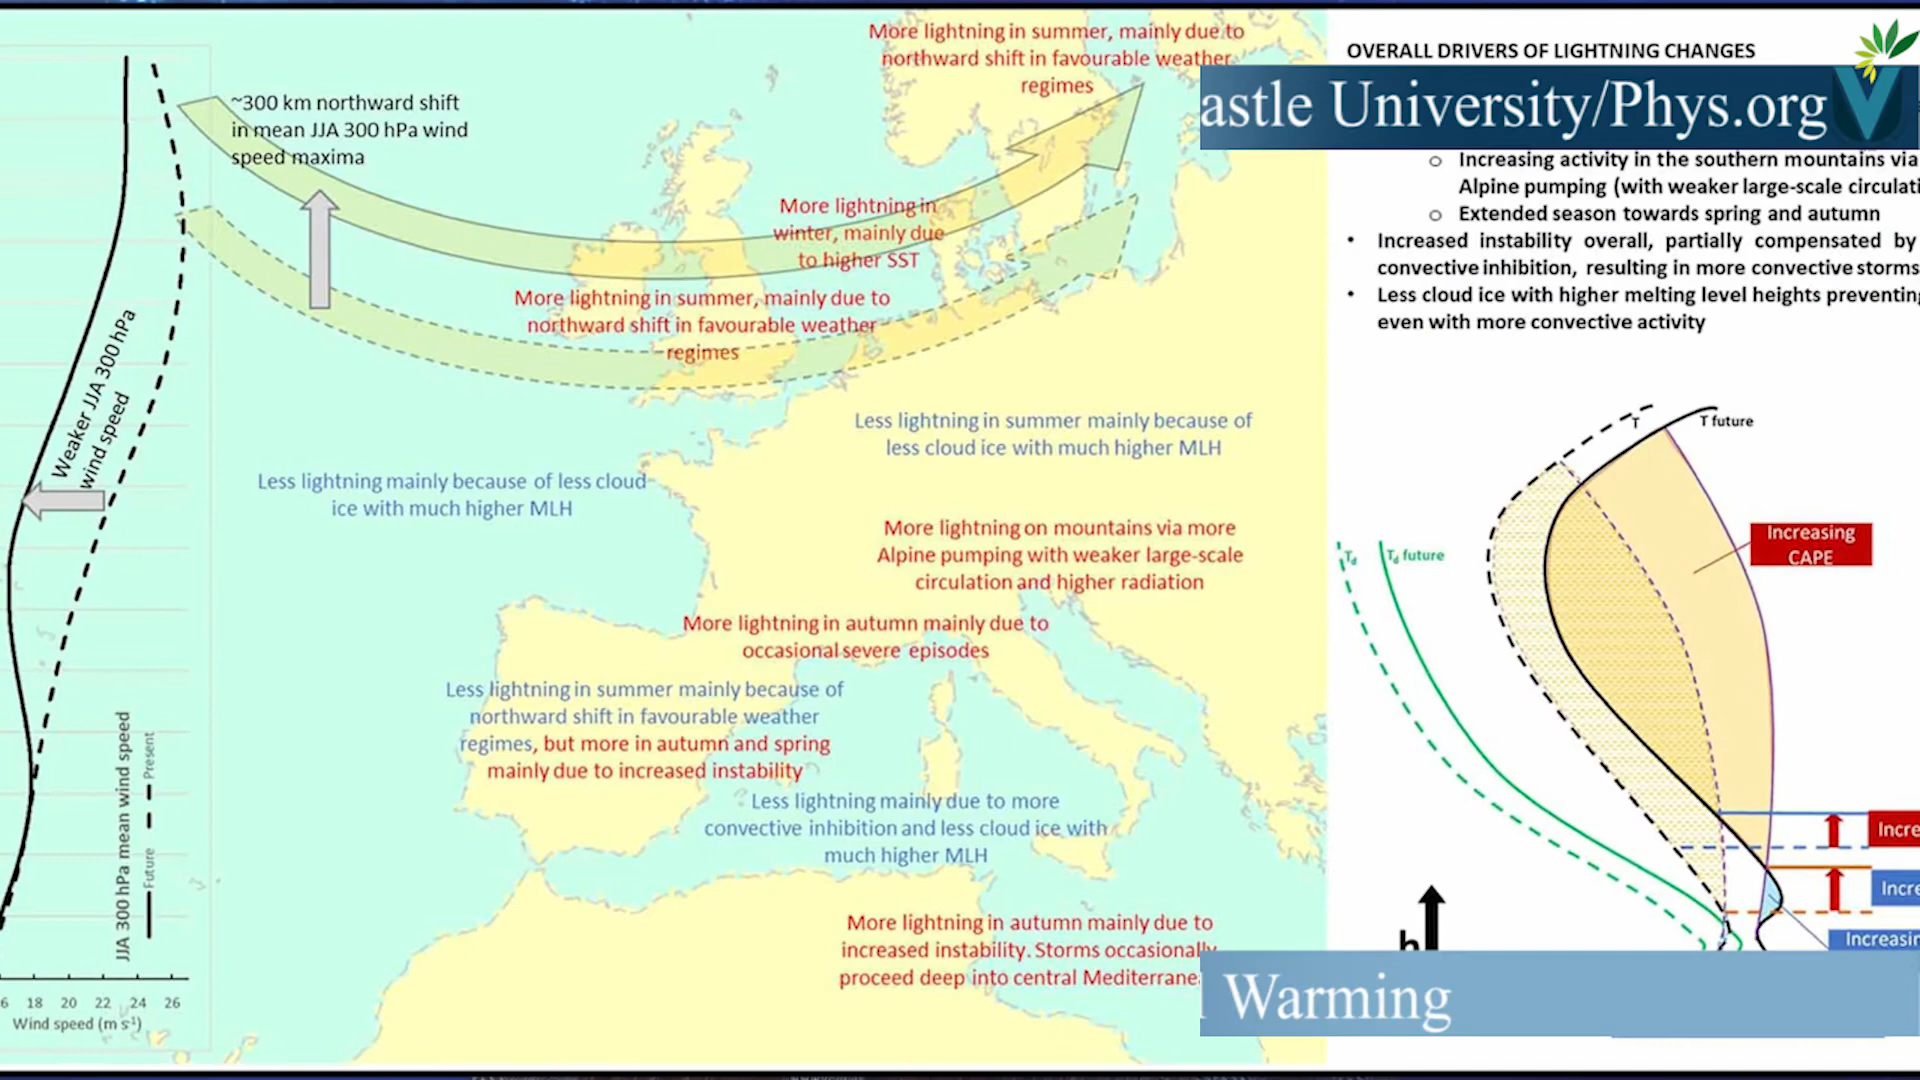 ~300 km northward shift
in mean JJA 300 hPa wind
speed maxima
Weaker JJA 300 hPa
wind speed
JJA 300 hPa mean wind speed
Future Present
6 18 20 22 24 26
Wind speed (m s⁻¹)
More lightning in summer, mainly due to
northward shift in favourable weather
regimes
More lightning in
winter, mainly due
to higher SST
More lightning in summer, mainly due to
northward shift in favourable weather
regimes
Less lightning in summer mainly because of
less cloud ice with much higher MLH
Less lightning mainly because of less cloud
ice with much higher MLH
More lightning on mountains via more
Alpine pumping with weaker large-scale
circulation and higher radiation
More lightning in autumn mainly due to
occasional severe episodes
Less lightning in summer mainly because of
northward shift in favourable weather
regimes, but more in autumn and spring
mainly due to increased instability
Less lightning mainly due to more
convective inhibition and less cloud ice with
much higher MLH
More lightning in autumn mainly due to
increased instability. Storms occasionally
proceed deep into central Mediterrane
OVERALL DRIVERS OF LIGHTNING CHANGES
astle University/Phys.org
V
o Increasing activity in the southern mountains via
Alpine pumping (with weaker large-scale circulati
o Extended season towards spring and autumn
• Increased instability overall, partially compensated by
convective inhibition, resulting in more convective storms
• Less cloud ice with higher melting level heights preventing
even with more convective activity
T T future
Increasing
CAPE
Td Td future
Incre
Incre
Increasin
h
Warming